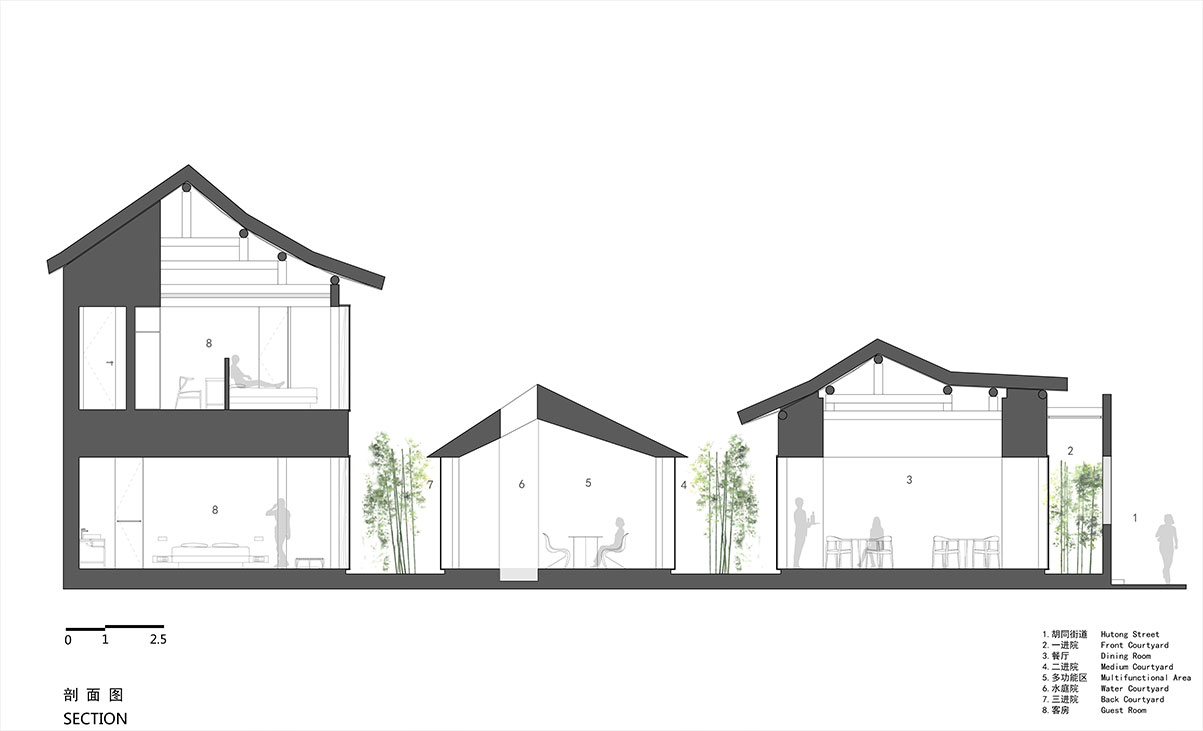 8
8
7
6
5
4
3
2
1
0 1 2.5
剖面图
SECTION
1.胡同街道 Hutong Street
2.一进院 Front Courtyard
3.餐厅 Dining Room
4.二进院 Medium Courtyard
5.多功能区 Multifunctional Area
6.水庭院 Water Courtyard
7.三进院 Back Courtyard
8.客房 Guest Room